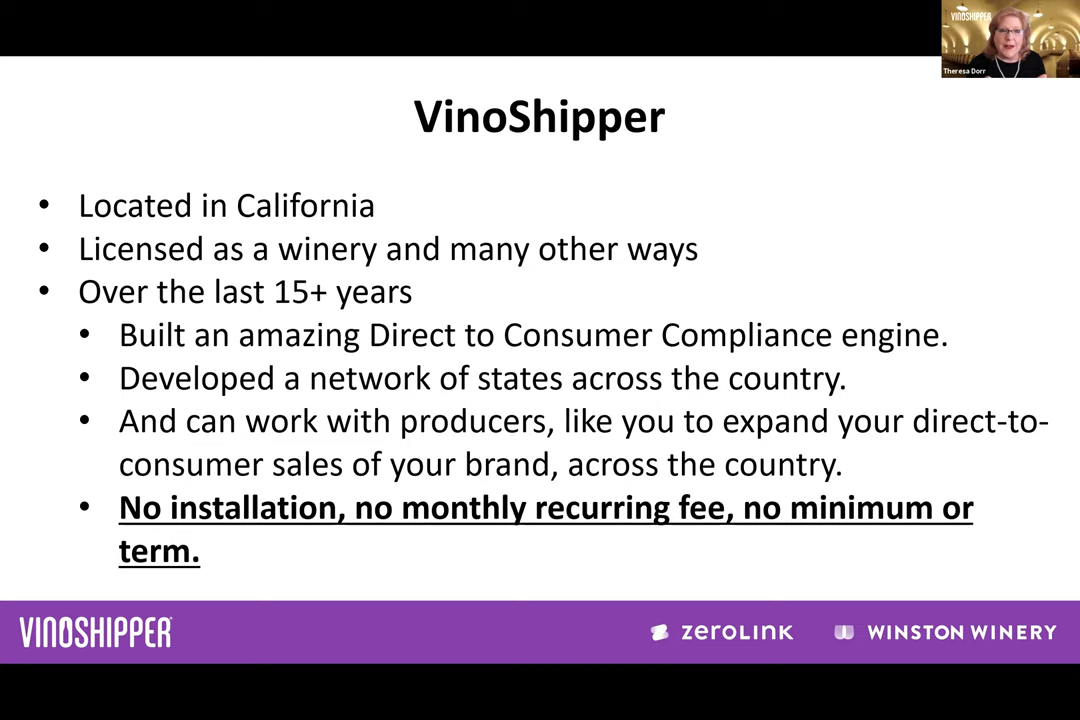 VINOSHIPPER
Theresa Dorr
VinoShipper
• Located in California
• Licensed as a winery and many other ways
• Over the last 15+ years
• Built an amazing Direct to Consumer Compliance engine.
• Developed a network of states across the country.
• And can work with producers, like you to expand your direct-to-
consumer sales of your brand, across the country.
• No installation, no monthly recurring fee, no minimum or
term.
VINOSHIPPER
zeroLINK
WINSTON WINERY